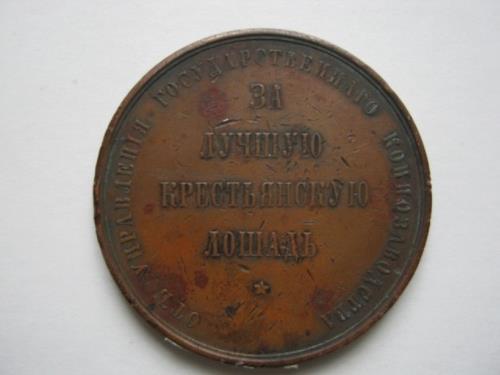 ОТЪ УПРАВЛЕНІЯ ГОСУДАРСТВЕННАГО КОННОЗАВОДСТВА
ЗА
ЛУЧШУЮ
КРЕСТЬЯНСКУЮ
ЛОШАДЬ